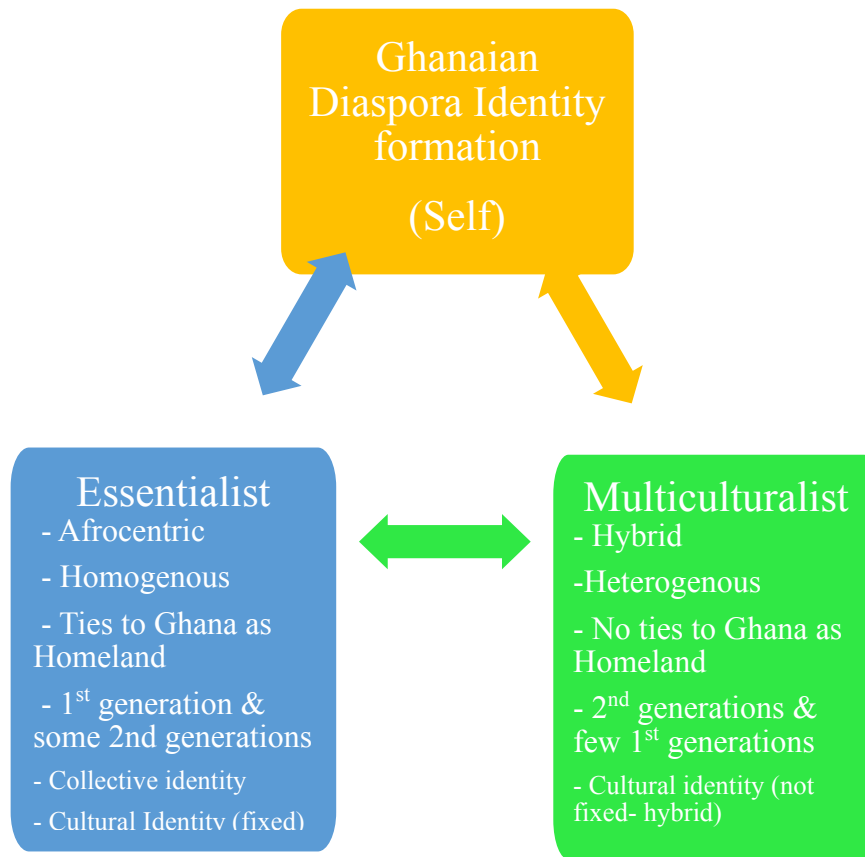 Ghanaian
Diaspora Identity
formation
(Self)
Essentialist
- Afrocentric
- Homogenous
- Ties to Ghana as
Homeland
- 1st generation &
some 2nd generations
- Collective identity
- Cultural Identity (fixed)
Multiculturalist
- Hybrid
-Heterogenous
- No ties to Ghana as
Homeland
- 2nd generations &
few 1st generations
- Cultural identity (not
fixed- hybrid)